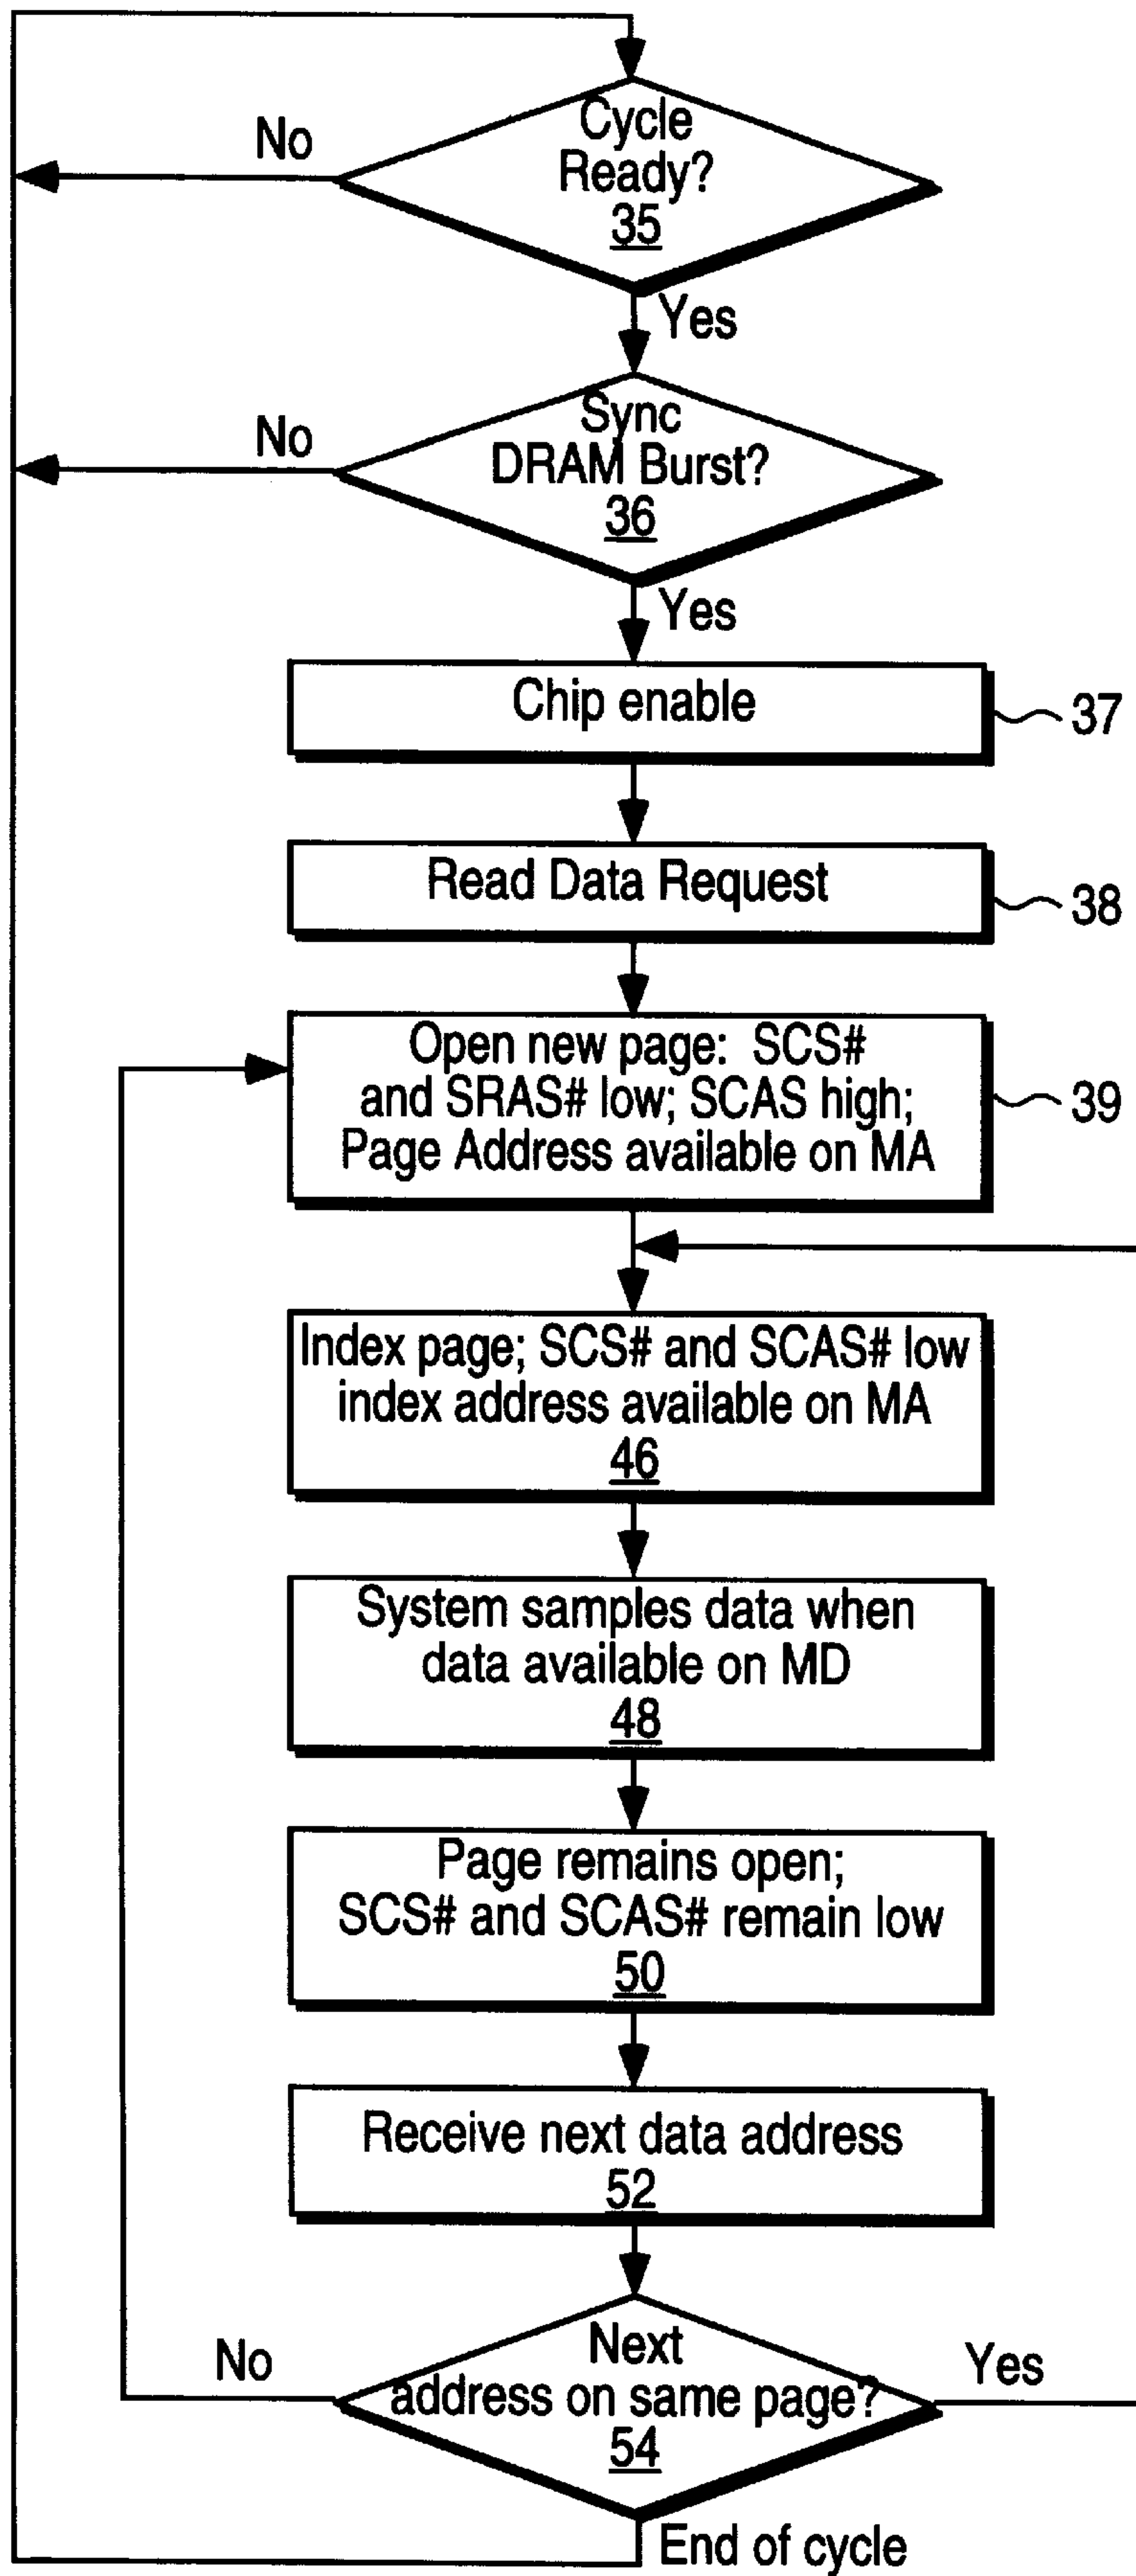 Cycle
No
Ready?
35
Yes
Sync
No
DRAM Burst?
36
Yes
Chip enable
37
Read Data Request
38
Open new page:  SCS#
and SRAS# low; SCAS high;
39
Page Address available on MA
Index page; SCS# and SCAS# low
index address available on MA
46
System samples data when
data available on MD
48
Page remains open;
SCS# and SCAS# remain low
50
Receive next data address
52
Next
No
Yes
address on same page?
54
End of cycle